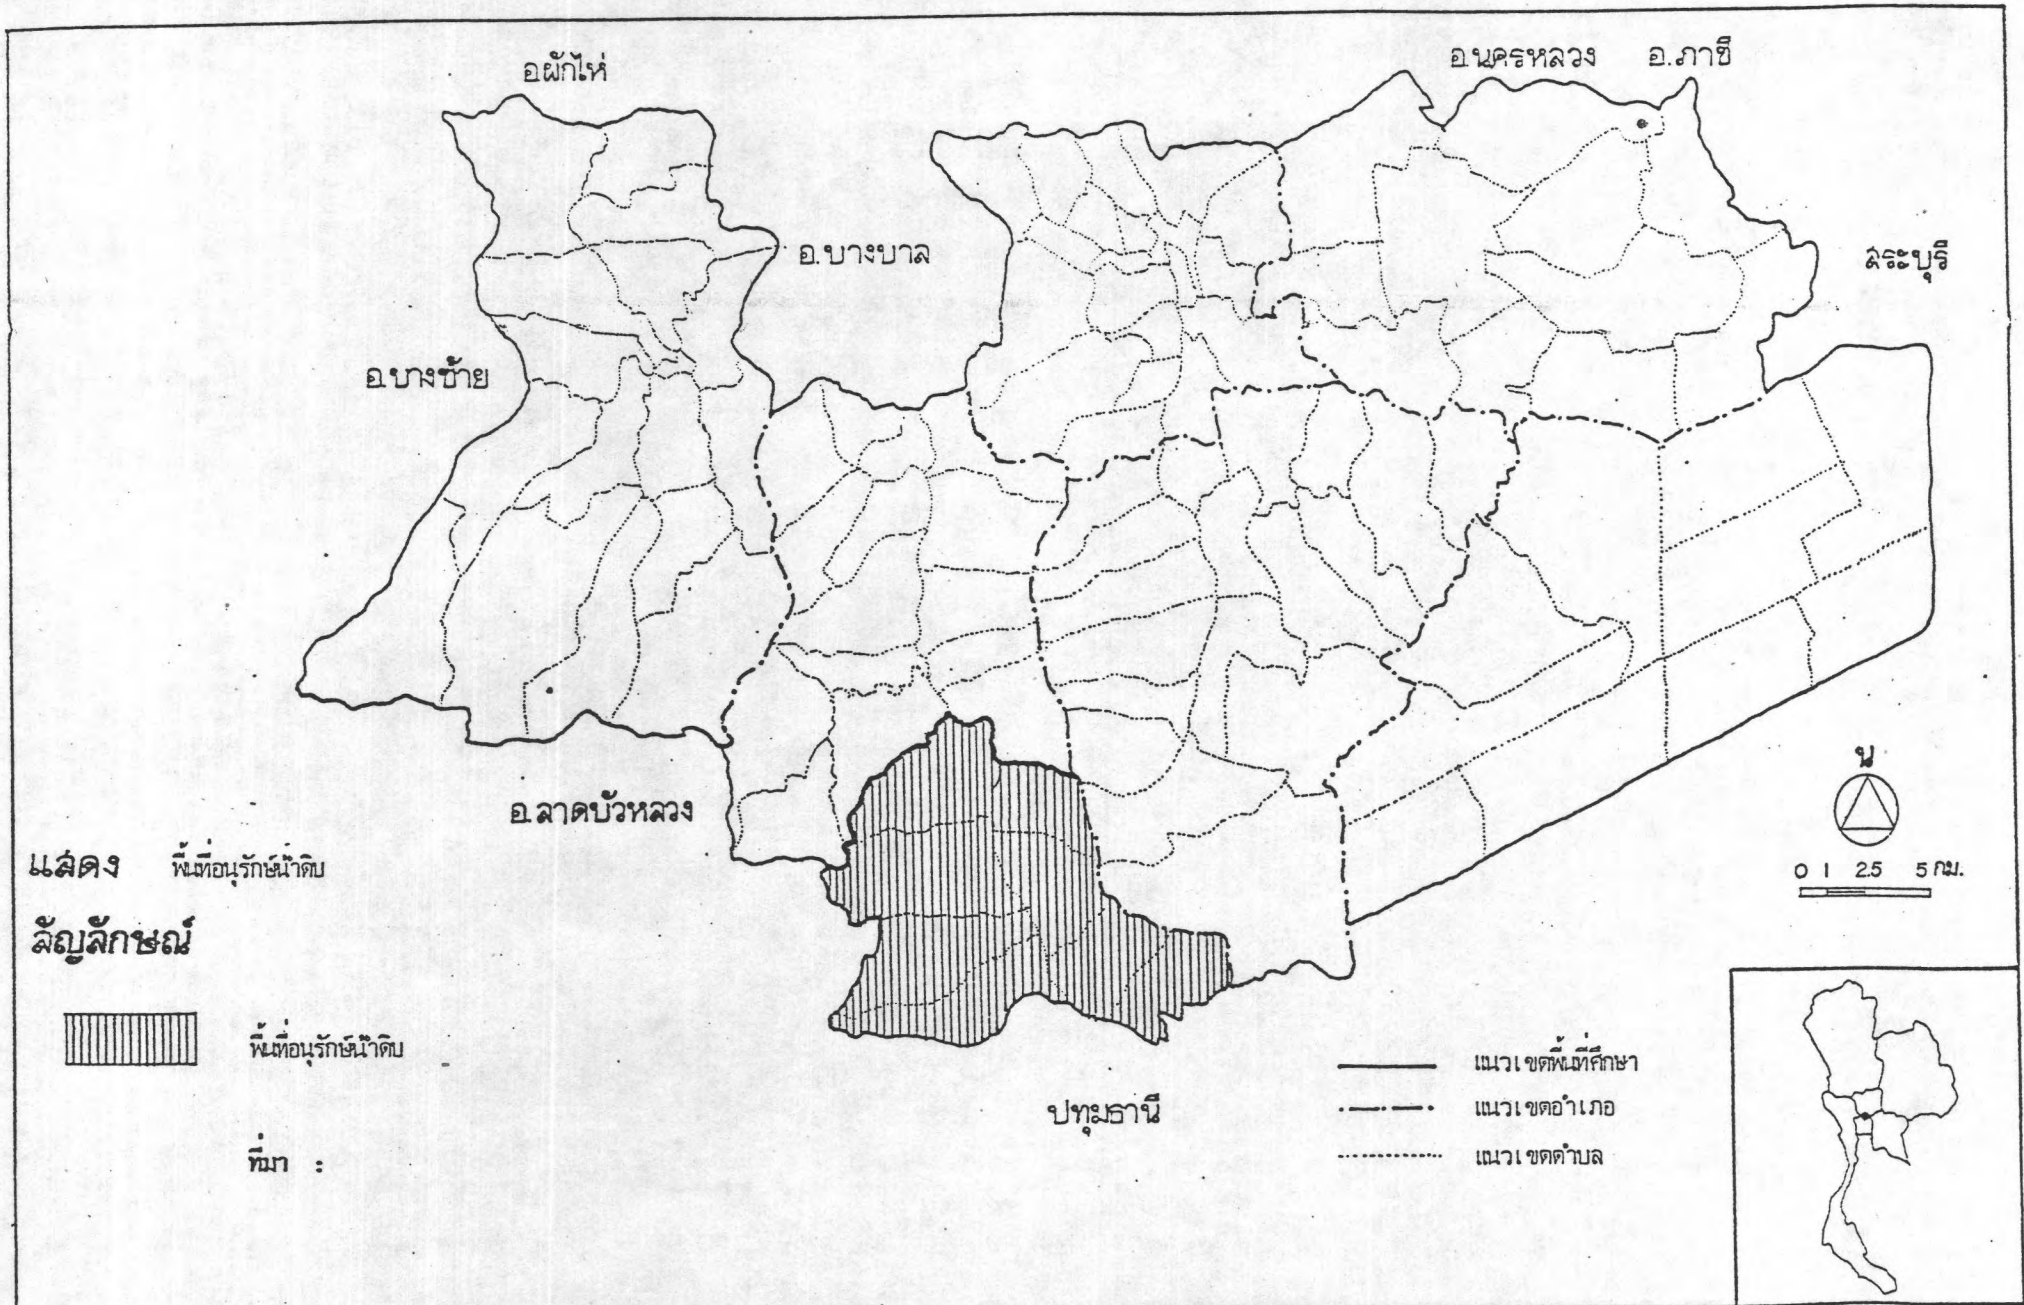 อ.ผักไห่
อ.นครหลวง
อ.ภาชี
อ.บางบาล
สระบุรี
อ.บางซ้าย
อ.ลาดบัวหลวง
น
0 1 2.5 5 กม.
แสดง พื้นที่อนุรักษ์น้ำดิบ
สัญลักษณ์
พื้นที่อนุรักษ์น้ำดิบ
แนวเขตพื้นที่ศึกษา
ปทุมธานี
แนวเขตอำเภอ
ที่มา :
แนวเขตตำบล